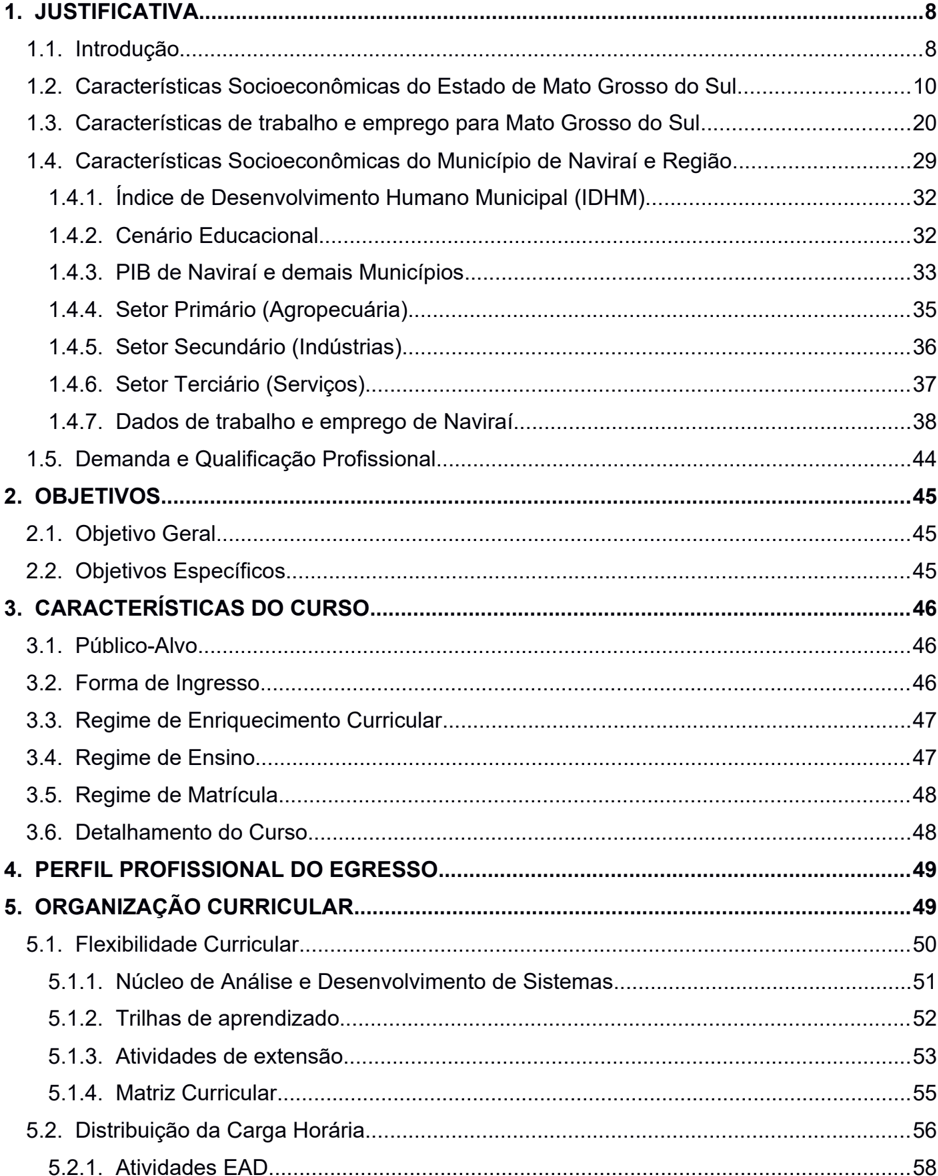 1. JUSTIFICATIVA....................8
1.1. Introdução....................8
1.2. Características Socioeconômicas do Estado de Mato Grosso do Sul....................10
1.3. Características de trabalho e emprego para Mato Grosso do Sul....................20
1.4. Características Socioeconômicas do Município de Naviraí e Região....................29
1.4.1. Índice de Desenvolvimento Humano Municipal (IDHM)....................32
1.4.2. Cenário Educacional....................32
1.4.3. PIB de Naviraí e demais Municípios....................33
1.4.4. Setor Primário (Agropecuária)....................35
1.4.5. Setor Secundário (Indústrias)....................36
1.4.6. Setor Terciário (Serviços)....................37
1.4.7. Dados de trabalho e emprego de Naviraí....................38
1.5. Demanda e Qualificação Profissional....................44
2. OBJETIVOS....................45
2.1. Objetivo Geral....................45
2.2. Objetivos Específicos....................45
3. CARACTERÍSTICAS DO CURSO....................46
3.1. Público-Alvo....................46
3.2. Forma de Ingresso....................46
3.3. Regime de Enriquecimento Curricular....................47
3.4. Regime de Ensino....................47
3.5. Regime de Matrícula....................48
3.6. Detalhamento do Curso....................48
4. PERFIL PROFISSIONAL DO EGRESSO....................49
5. ORGANIZAÇÃO CURRICULAR....................49
5.1. Flexibilidade Curricular....................50
5.1.1. Núcleo de Análise e Desenvolvimento de Sistemas....................51
5.1.2. Trilhas de aprendizado....................52
5.1.3. Atividades de extensão....................53
5.1.4. Matriz Curricular....................55
5.2. Distribuição da Carga Horária....................56
5.2.1. Atividades EAD....................58